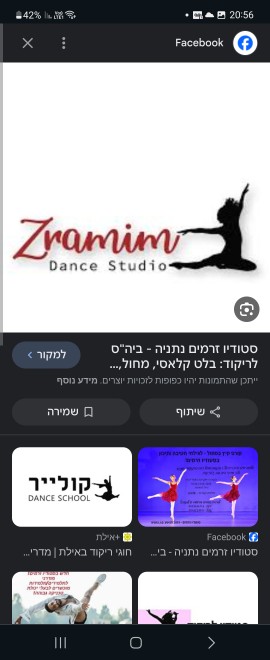 42%
20:56
Facebook
Zramim
Dance Studio
סטודיו זרמים נתניה - ביה"ס
לריקוד: בלט קלאסי, מחול,...
למקור
ייתכן שהתמונות יהיו כפופות לזכויות יוצרים. מידע נוסף
שיתוף
שמירה
קולייר
DANCE SCHOOL
Facebook
סטודיו זרמים נתניה - בי...
אילת+
חוגי ריקוד באילת | מדרי...